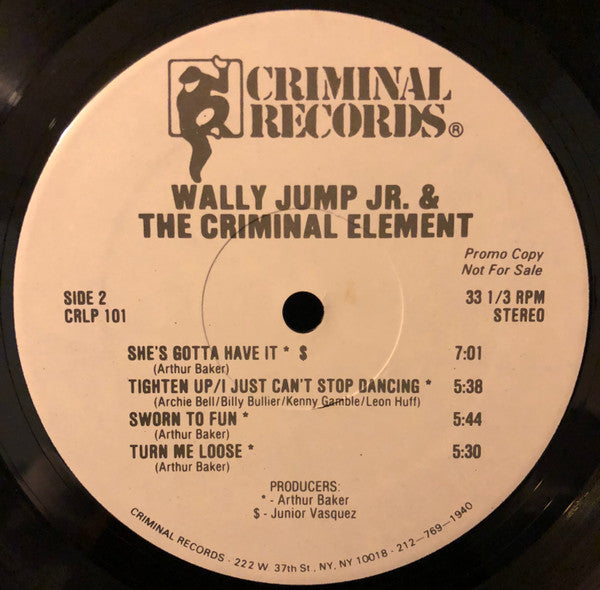 CRIMINAL
RECORDS®
WALLY JUMP JR. &
THE CRIMINAL ELEMENT
Promo Copy
Not For Sale
SIDE 2
CRLP 101
33 1/3 RPM
STEREO
SHE'S GOTTA HAVE IT * $ 7:01
(Arthur Baker)
TIGHTEN UP/I JUST CAN'T STOP DANCING * 5:38
(Archie Bell/Billy Bullier/Kenny Gamble/Leon Huff)
SWORN TO FUN * 5:44
(Arthur Baker)
TURN ME LOOSE * 5:30
(Arthur Baker)
PRODUCERS:
* - Arthur Baker
$ - Junior Vasquez
CRIMINAL RECORDS - 222 W. 37th St., NY, NY 10018 - 212-769-1940